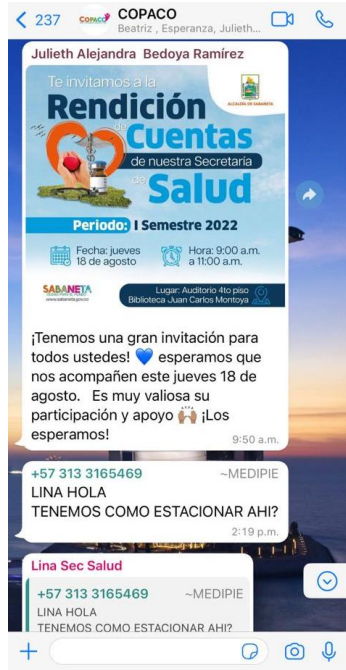 237
COPACO
COPACO
Beatriz , Esperanza, Julieth...
Julieth Alejandra Bedoya Ramírez
Te invitamos a la
ALCALDÍA DE SABANETA
Rendición
de Cuentas
de nuestra Secretaría
de Salud
Periodo: I Semestre 2022
Fecha: jueves
18 de agosto
Hora: 9:00 a.m.
a 11:00 a.m.
SABANETA
www.sabaneta.gov.co
Lugar: Auditorio 4to piso
Biblioteca Juan Carlos Montoya
¡Tenemos una gran invitación para
todos ustedes! 💙 esperamos que
nos acompañen este jueves 18 de
agosto. Es muy valiosa su
participación y apoyo 🙌🏼 ¡Los
esperamos!
9:50 a.m.
+57 313 3165469 ~MEDIPIE
LINA HOLA
TENEMOS COMO ESTACIONAR AHI?
2:19 p.m.
Lina Sec Salud
+57 313 3165469 ~MEDIPIE
LINA HOLA
TENEMOS COMO ESTACIONAR AHI?